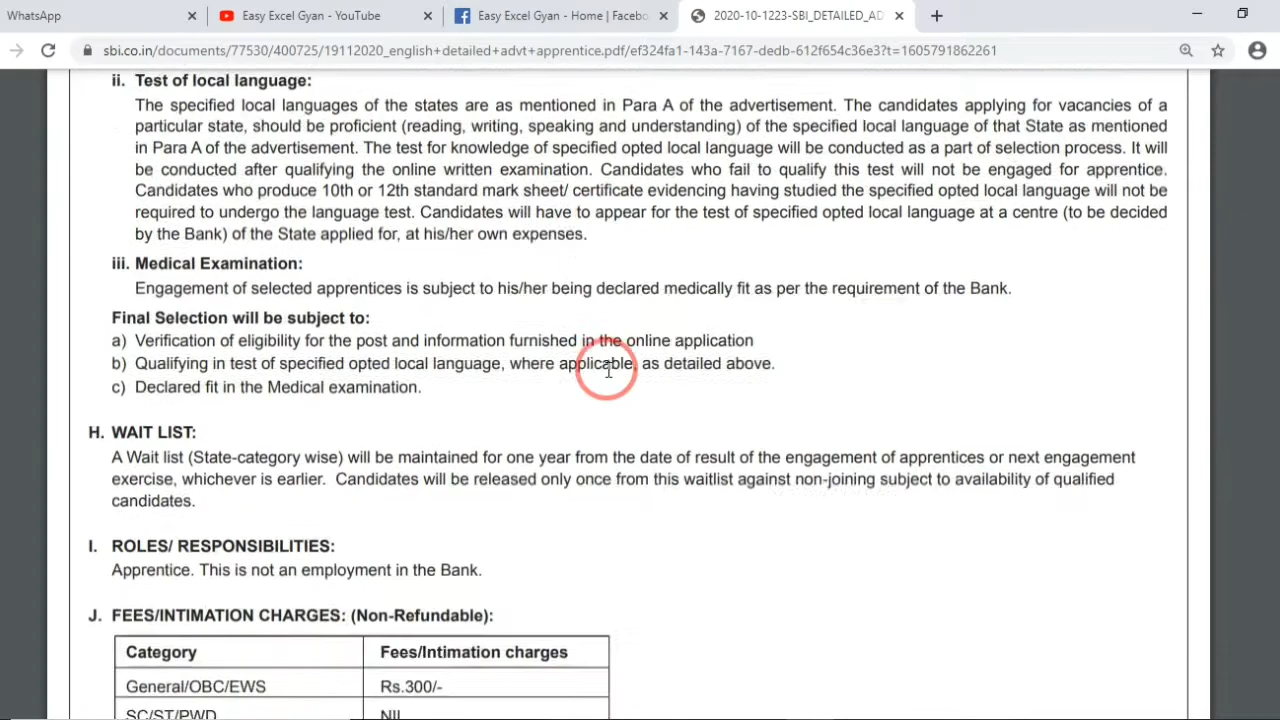 WhatsApp
Easy Excel Gyan - YouTube
Easy Excel Gyan - Home | Facebo
2020-10-1223-SBI_DETAILED_AD
sbi.co.in/documents/77530/400725/19112020_english+detailed+advt+apprentice.pdf/ef324fa1-143a-7167-dedb-612f654c36e3?t=1605791862261
ii. Test of local language:
The specified local languages of the states are as mentioned in Para A of the advertisement. The candidates applying for vacancies of a
particular state, should be proficient (reading, writing, speaking and understanding) of the specified local language of that State as mentioned
in Para A of the advertisement. The test for knowledge of specified opted local language will be conducted as a part of selection process. It will
be conducted after qualifying the online written examination. Candidates who fail to qualify this test will not be engaged for apprentice.
Candidates who produce 10th or 12th standard mark sheet/ certificate evidencing having studied the specified opted local language will not be
required to undergo the language test. Candidates will have to appear for the test of specified opted local language at a centre (to be decided
by the Bank) of the State applied for, at his/her own expenses.
iii. Medical Examination:
Engagement of selected apprentices is subject to his/her being declared medically fit as per the requirement of the Bank.
Final Selection will be subject to:
a) Verification of eligibility for the post and information furnished in the online application
b) Qualifying in test of specified opted local language, where applicable, as detailed above.
c) Declared fit in the Medical examination.
H. WAIT LIST:
A Wait list (State-category wise) will be maintained for one year from the date of result of the engagement of apprentices or next engagement
exercise, whichever is earlier. Candidates will be released only once from this waitlist against non-joining subject to availability of qualified
candidates.
I. ROLES/ RESPONSIBILITIES:
Apprentice. This is not an employment in the Bank.
J. FEES/INTIMATION CHARGES: (Non-Refundable):
Category Fees/Intimation charges
General/OBC/EWS Rs.300/-
SC/ST/PWD NIL